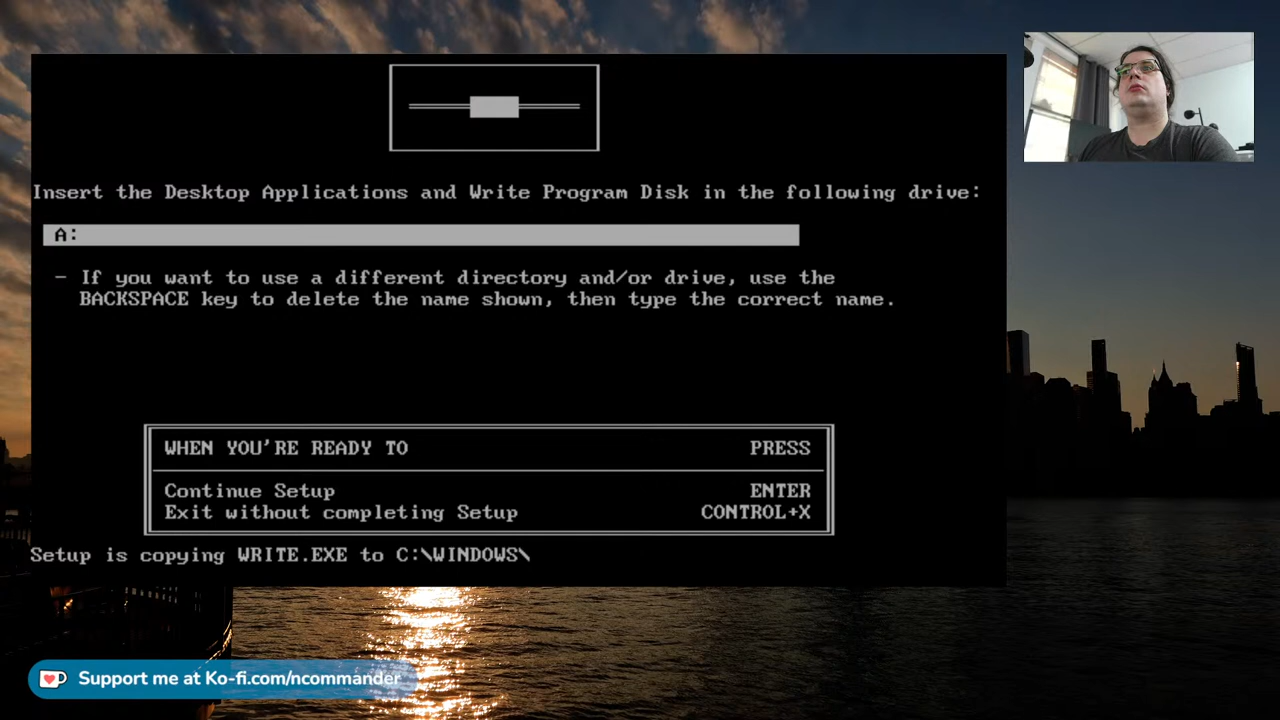 Insert the Desktop Applications and Write Program Disk in the following drive:
A:
- If you want to use a different directory and/or drive, use the
BACKSPACE key to delete the name shown, then type the correct name.
WHEN YOU'RE READY TO PRESS
Continue Setup ENTER
Exit without completing Setup CONTROL+X
Setup is copying WRITE.EXE to C:\WINDOWS\
Support me at Ko-fi.com/ncommander